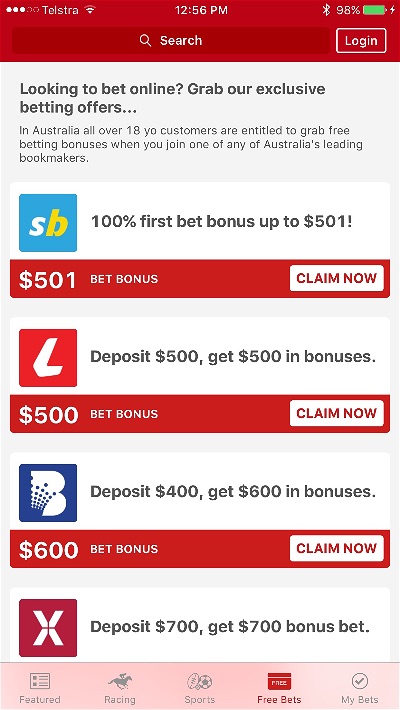 Telstra 12:56 PM 98%
Search Login
Looking to bet online? Grab our exclusive
betting offers...
In Australia all over 18 yo customers are entitled to grab free
betting bonuses when you join one of any of Australia's leading
bookmakers.
sb 100% first bet bonus up to $501!
$501 BET BONUS CLAIM NOW
L Deposit $500, get $500 in bonuses.
$500 BET BONUS CLAIM NOW
B Deposit $400, get $600 in bonuses.
$600 BET BONUS CLAIM NOW
X Deposit $700, get $700 bonus bet.
FREE
Featured Racing Sports Free Bets My Bets